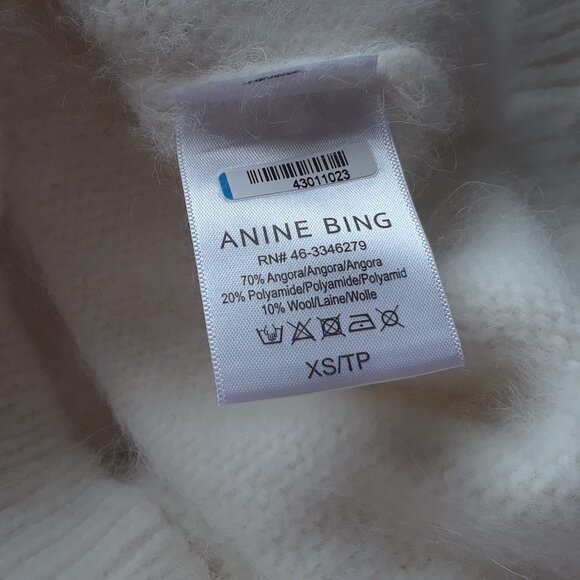 43011023
ANINE BING
RN# 46-3346279
70% Angora/Angora/Angora
20% Polyamide/Polyamide/Polyamid
10% Wool/Laine/Wolle
XS/TP